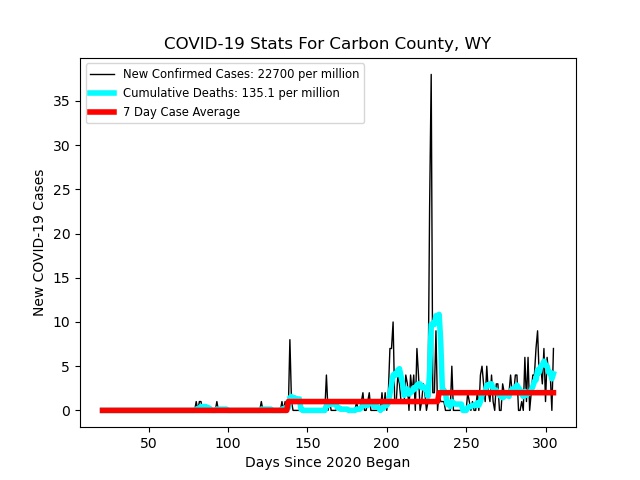 COVID-19 Stats For Carbon County, WY
New Confirmed Cases: 22700 per million
Cumulative Deaths: 135.1 per million
7 Day Case Average
New COVID-19 Cases
35
30
25
20
15
10
5
0
50 100 150 200 250 300
Days Since 2020 Began